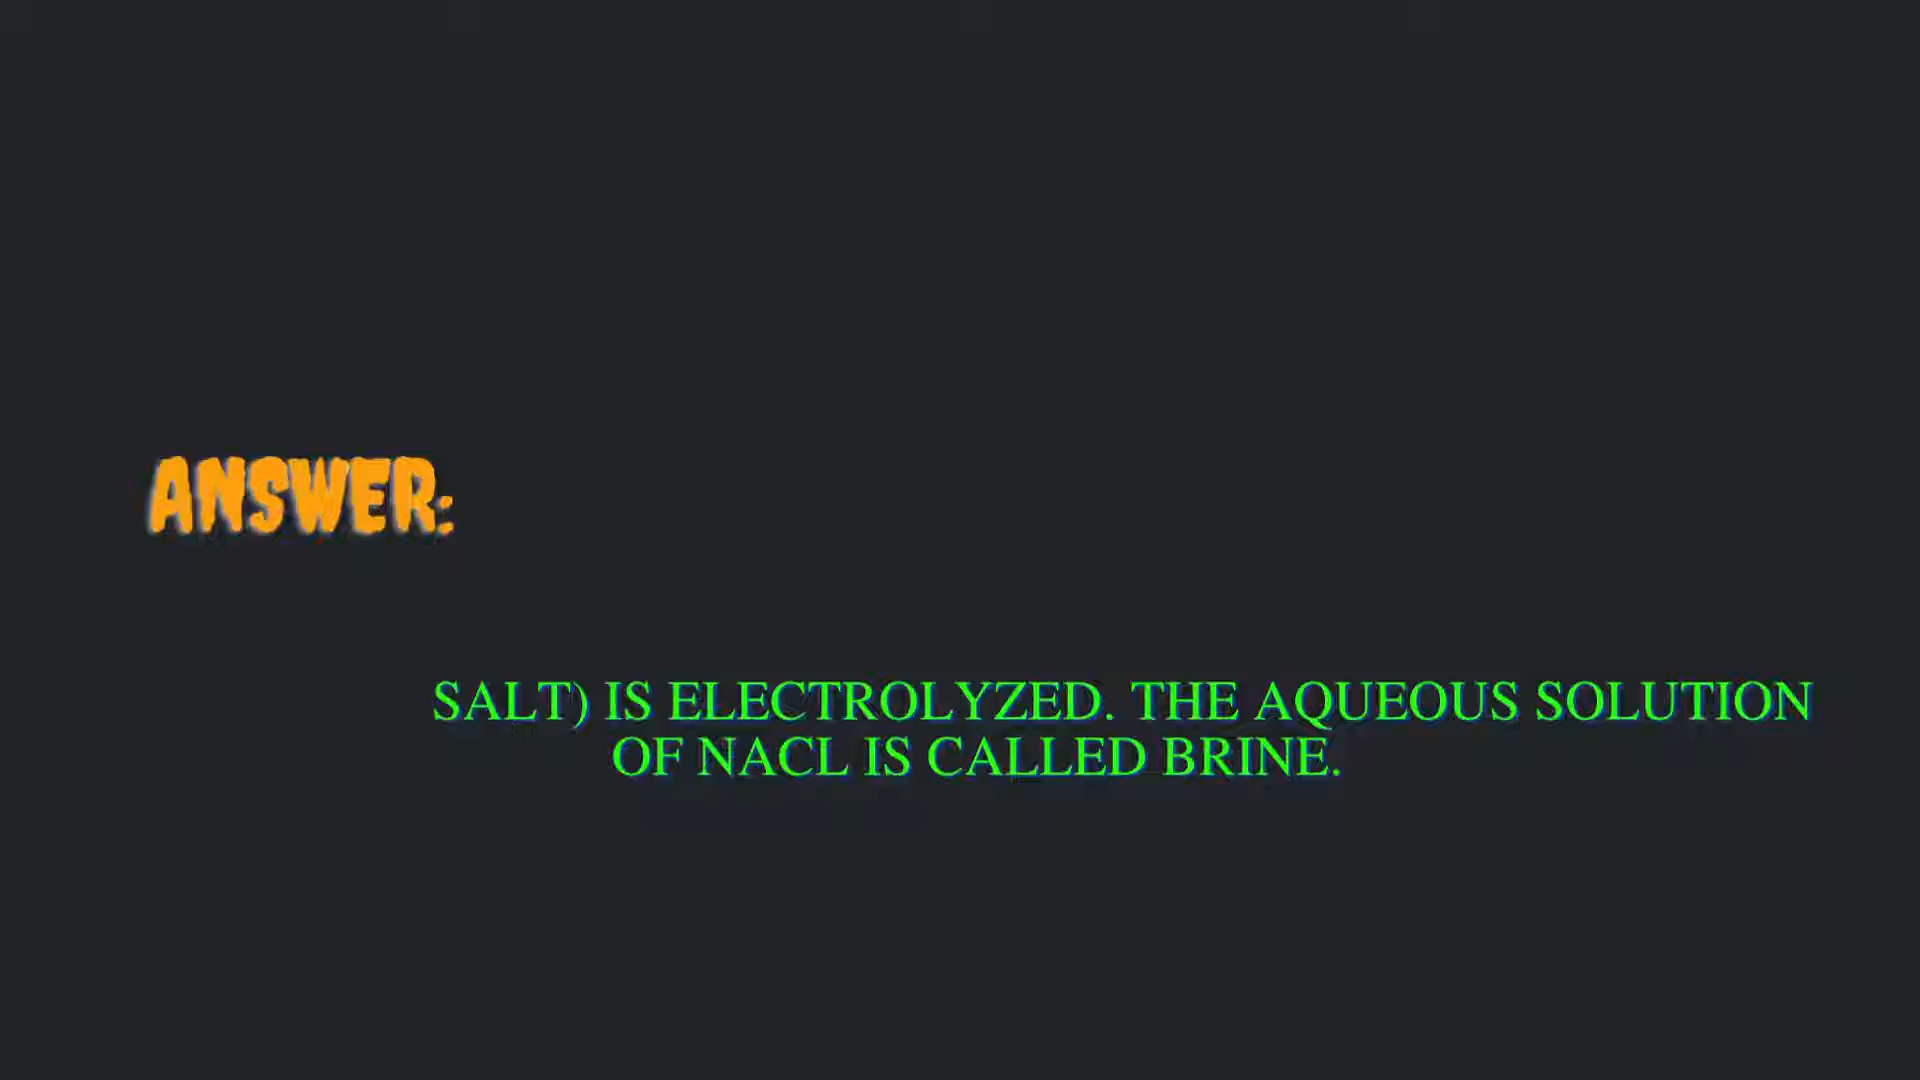 ANSWER:
SALT) IS ELECTROLYZED. THE AQUEOUS SOLUTION
OF NACL IS CALLED BRINE.